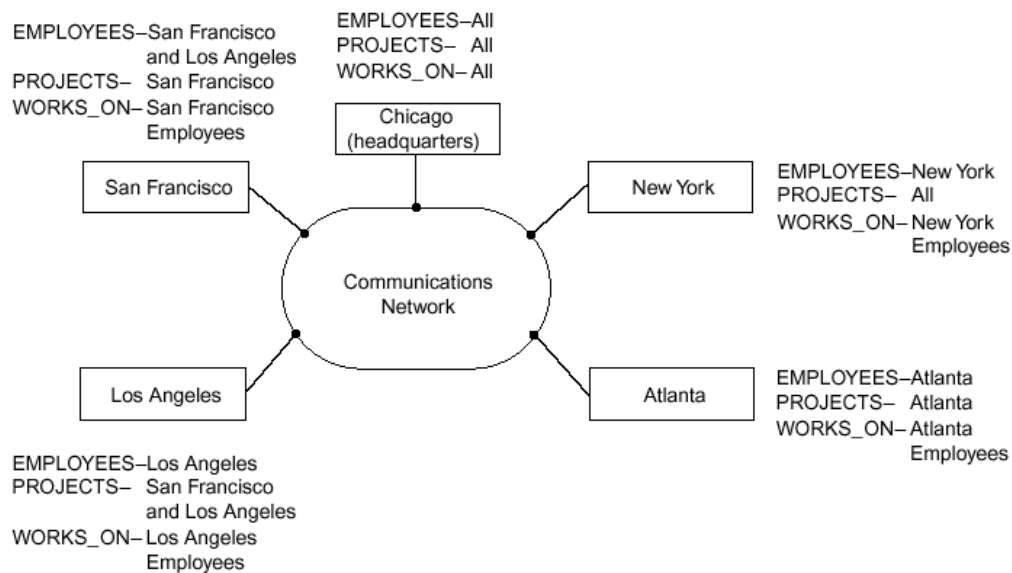 EMPLOYEES–San Francisco
and Los Angeles
PROJECTS– San Francisco
WORKS_ON–San Francisco
Employees
EMPLOYEES–All
PROJECTS– All
WORKS_ON–All
Chicago
(headquarters)
San Francisco
New York
EMPLOYEES–New York
PROJECTS– All
WORKS_ON–New York
Employees
Communications
Network
Los Angeles
Atlanta
EMPLOYEES–Atlanta
PROJECTS– Atlanta
WORKS_ON–Atlanta
Employees
EMPLOYEES–Los Angeles
PROJECTS– San Francisco
and Los Angeles
WORKS_ON–Los Angeles
Employees